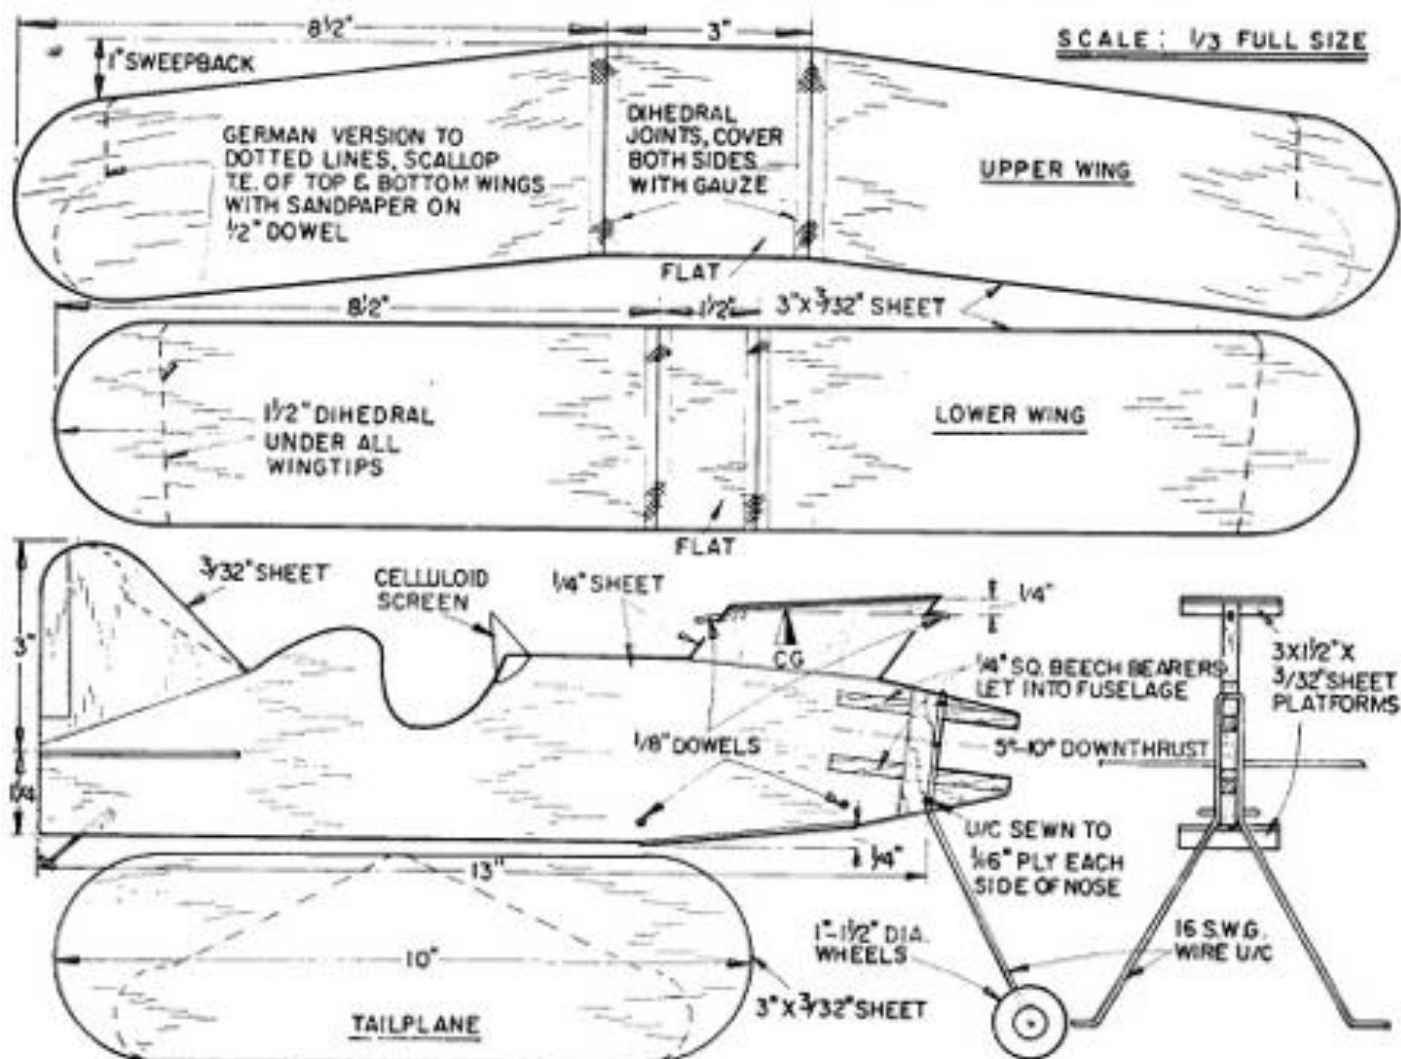 8½"
3"
SCALE: 1/3 FULL SIZE
1" SWEEPBACK
GERMAN VERSION TO
DOTTED LINES, SCALLOP
T.E. OF TOP & BOTTOM WINGS
WITH SANDPAPER ON
½" DOWEL
DIHEDRAL
JOINTS, COVER
BOTH SIDES
WITH GAUZE
UPPER WING
FLAT
8½"
1½"
3" X 3/32" SHEET
1½" DIHEDRAL
UNDER ALL
WINGTIPS
LOWER WING
FLAT
3/32" SHEET
CELLULOID
SCREEN
¼" SHEET
¼"
3"
CG
¼" SQ. BEECH BEARERS
LET INTO FUSELAGE
3X1½" X
3/32" SHEET
PLATFORMS
⅛" DOWELS
5°-10° DOWNTHRUST
U/C SEWN TO
1/16" PLY EACH
SIDE OF NOSE
¼"
13"
1"-1½" DIA.
WHEELS
16 S.W.G.
WIRE U/C
10"
3" X 3/32" SHEET
TAILPLANE